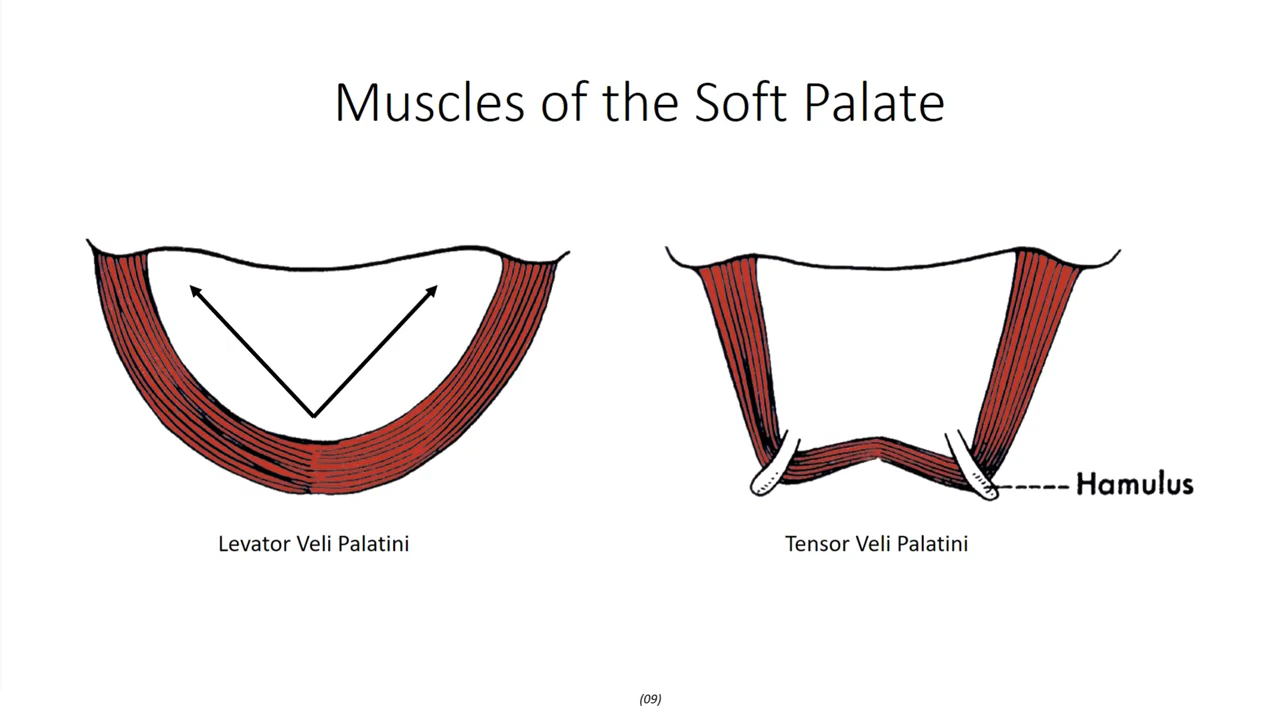 Muscles of the Soft Palate
Hamulus
Levator Veli Palatini
Tensor Veli Palatini
(09)